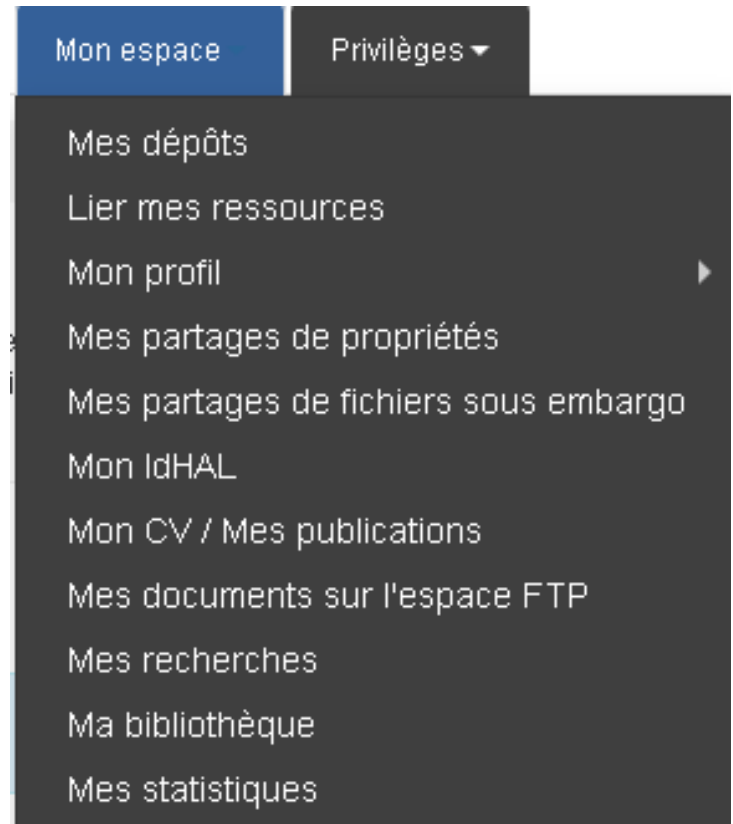 Mon espace
Privilèges
Mes dépôts
Lier mes ressources
Mon profil
Mes partages de propriétés
Mes partages de fichiers sous embargo
Mon IdHAL
Mon CV / Mes publications
Mes documents sur l'espace FTP
Mes recherches
Ma bibliothèque
Mes statistiques